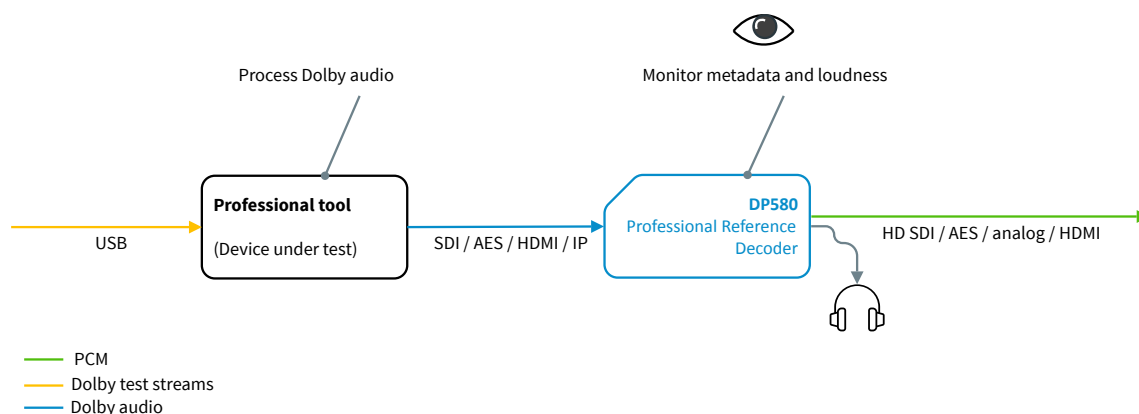 Process Dolby audio
Monitor metadata and loudness
Professional tool
(Device under test)
DP580
Professional Reference
Decoder
USB
SDI / AES / HDMI / IP
HD SDI / AES / analog / HDMI
PCM
Dolby test streams
Dolby audio